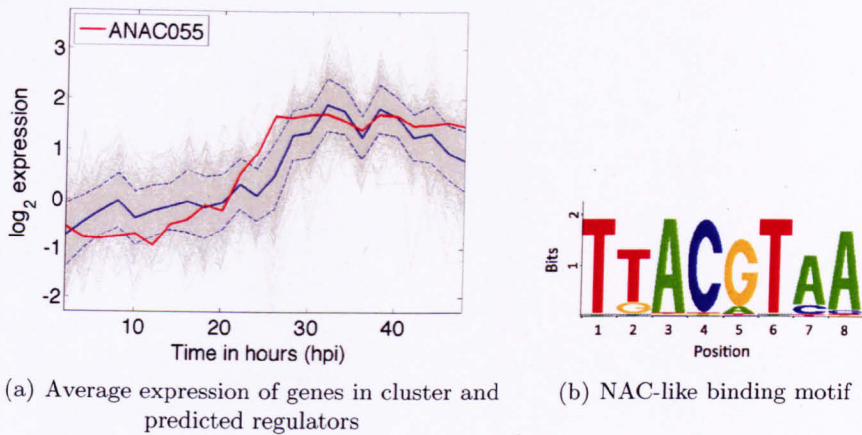 ANAC055
3
2
1
0
-1
-2
log2 expression
10 20 30 40
Time in hours (hpi)
(a) Average expression of genes in cluster and
predicted regulators
2
1
Bits
TTACGTAA
G A C
1 2 3 4 5 6 7 8
Position
(b) NAC-like binding motif